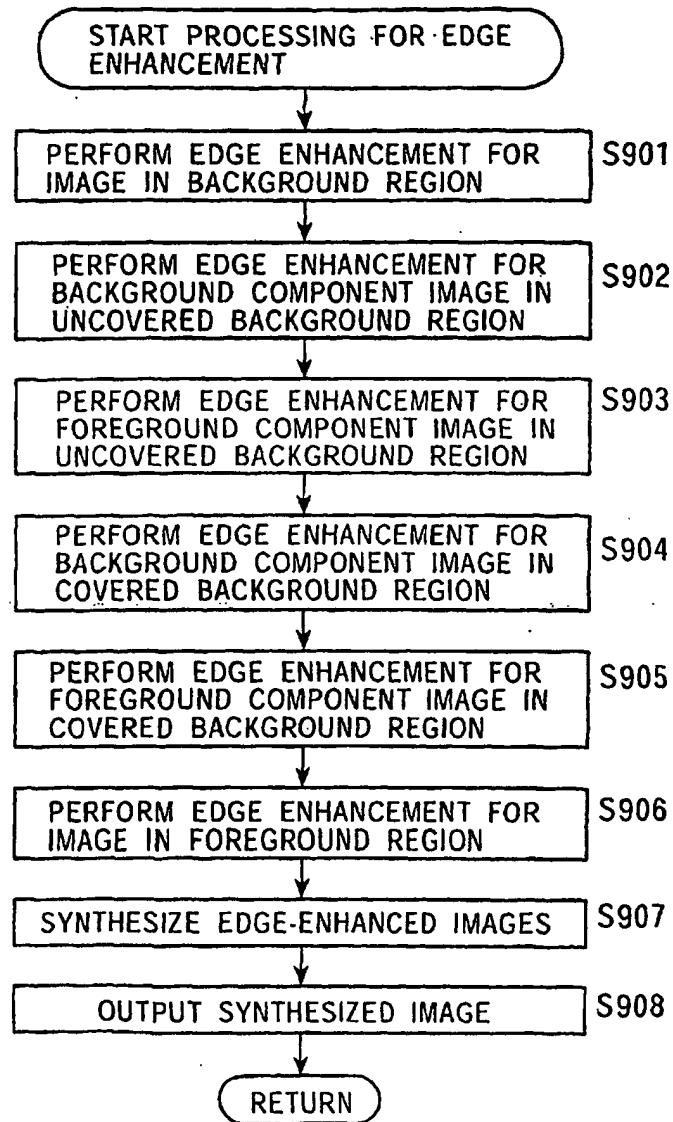 START PROCESSING FOR EDGE
ENHANCEMENT
PERFORM EDGE ENHANCEMENT FOR
IMAGE IN BACKGROUND REGION
S901
PERFORM EDGE ENHANCEMENT FOR
BACKGROUND COMPONENT IMAGE IN
UNCOVERED BACKGROUND REGION
S902
PERFORM EDGE ENHANCEMENT FOR
FOREGROUND COMPONENT IMAGE IN
UNCOVERED BACKGROUND REGION
S903
PERFORM EDGE ENHANCEMENT FOR
BACKGROUND COMPONENT IMAGE IN
COVERED BACKGROUND REGION
S904
PERFORM EDGE ENHANCEMENT FOR
FOREGROUND COMPONENT IMAGE IN
COVERED BACKGROUND REGION
S905
PERFORM EDGE ENHANCEMENT FOR
IMAGE IN FOREGROUND REGION
S906
SYNTHESIZE EDGE-ENHANCED IMAGES
S907
OUTPUT SYNTHESIZED IMAGE
S908
RETURN